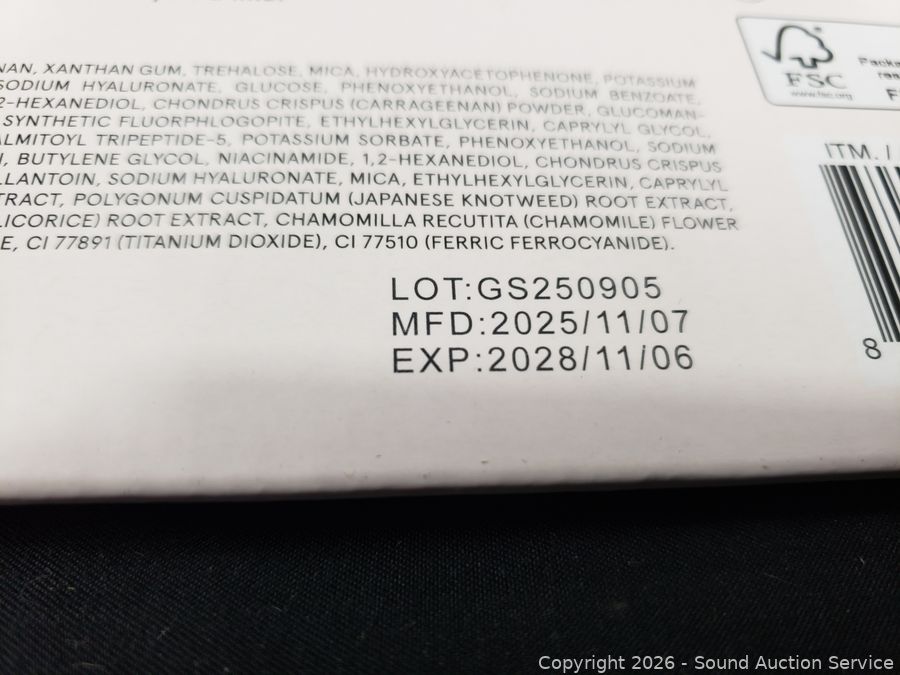 NAN, XANTHAN GUM, TREHALOSE, MICA, HYDROXYACETOPHENONE, POTASSIUM
SODIUM HYALURONATE, GLUCOSE, PHENOXYETHANOL, SODIUM BENZOATE,
2-HEXANEDIOL, CHONDRUS CRISPUS (CARRAGEENAN) POWDER, GLUCOMAN-
SYNTHETIC FLUORPHLOGOPITE, ETHYLHEXYLGLYCERIN, CAPRYLYL GLYCOL,
ALMITOYL TRIPEPTIDE-5, POTASSIUM SORBATE, PHENOXYETHANOL, SODIUM
I, BUTYLENE GLYCOL, NIACINAMIDE, 1,2-HEXANEDIOL, CHONDRUS CRISPUS
LLANTOIN, SODIUM HYALURONATE, MICA, ETHYLHEXYLGLYCERIN, CAPRYLYL
TRACT, POLYGONUM CUSPIDATUM (JAPANESE KNOTWEED) ROOT EXTRACT,
LICORICE) ROOT EXTRACT, CHAMOMILLA RECUTITA (CHAMOMILE) FLOWER
E, CI 77891 (TITANIUM DIOXIDE), CI 77510 (FERRIC FERROCYANIDE).
LOT:GS250905
MFD:2025/11/07
EXP:2028/11/06
FSC
www.fsc.org
ITM. /
8
Copyright 2026 - Sound Auction Service